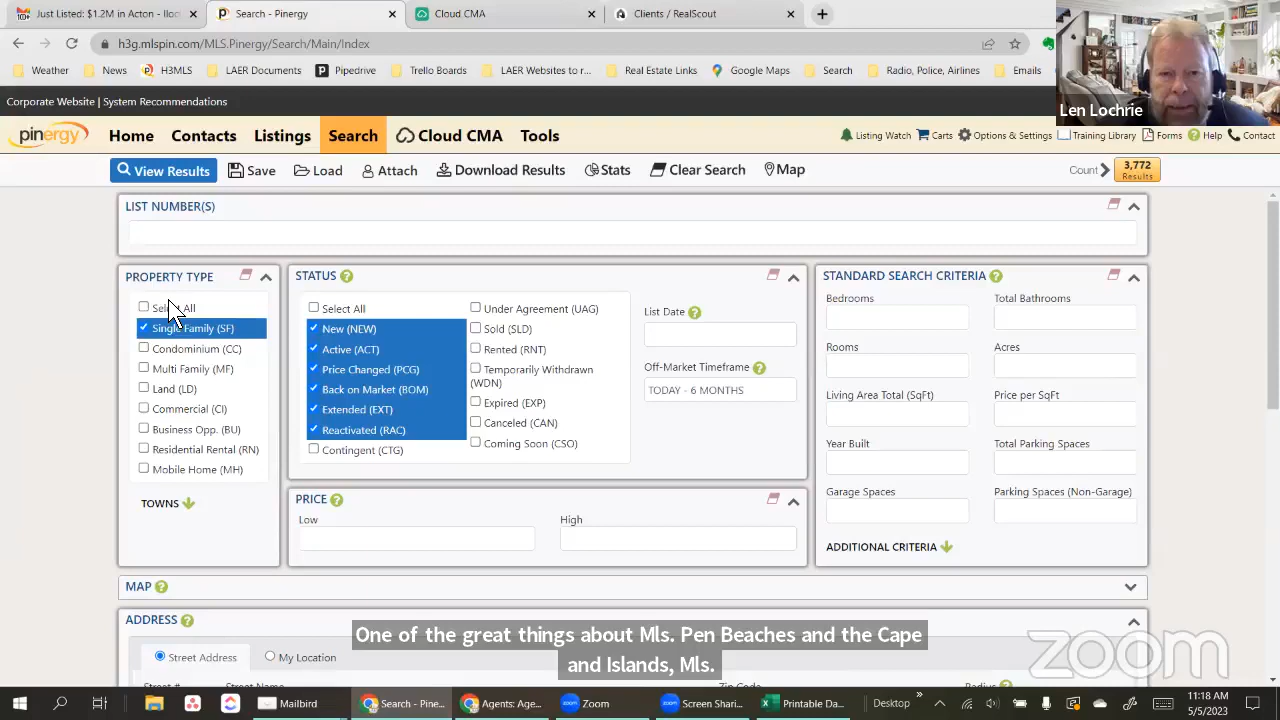 Just Listed: $1.2M in Acton - lloc
Search - Pinergy
Cloud CMA
Clients / RealScout
h3g.mlspin.com/MLS.Pinergy/Search/Main/Index
Weather
News
H3MLS
LAER Documents
Pipedrive
Trello Boards
LAER Websites to r...
Real Estate Links
Google Maps
Search
Radio, Police, Airlines
Emails
Len Lochrie
Corporate Website | System Recommendations
pinergy
Home
Contacts
Listings
Search
Cloud CMA
Tools
Listing Watch
Carts
Options & Settings
Training Library
Forms
Help
Contact
View Results
Save
Load
Attach
Download Results
Stats
Clear Search
Map
Count
3,772
Results
LIST NUMBER(S)
PROPERTY TYPE
Select All
Single Family (SF)
Condominium (CC)
Multi Family (MF)
Land (LD)
Commercial (CI)
Business Opp. (BU)
Residential Rental (RN)
Mobile Home (MH)
TOWNS
STATUS
Select All
New (NEW)
Active (ACT)
Price Changed (PCG)
Back on Market (BOM)
Extended (EXT)
Reactivated (RAC)
Contingent (CTG)
Under Agreement (UAG)
Sold (SLD)
Rented (RNT)
Temporarily Withdrawn
(WDN)
Expired (EXP)
Canceled (CAN)
Coming Soon (CSO)
List Date
Off-Market Timeframe
TODAY - 6 MONTHS
PRICE
Low
High
STANDARD SEARCH CRITERIA
Bedrooms
Total Bathrooms
Rooms
Acres
Living Area Total (SqFt)
Price per SqFt
Year Built
Total Parking Spaces
Garage Spaces
Parking Spaces (Non-Garage)
ADDITIONAL CRITERIA
MAP
ADDRESS
Street Address
My Location
Street #
Street Name
Zip Code
Radius
One of the great things about Mls. Pen Beaches and the Cape
and Islands, Mls.
zoom
Mailbird
Search - Pine...
Agents: Age...
Zoom
Screen Shari...
Printable Da...
Desktop
11:18 AM
5/5/2023